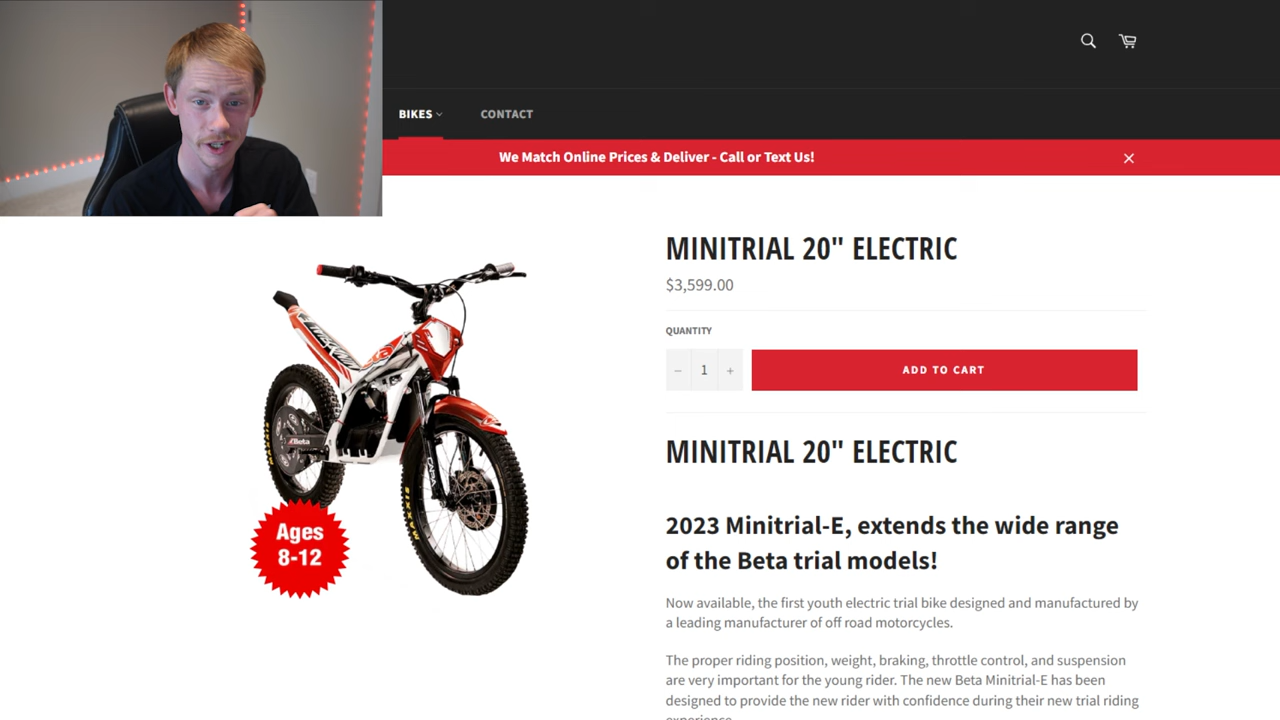 BIKES
CONTACT
We Match Online Prices & Deliver - Call or Text Us!
MINITRIAL 20" ELECTRIC
$3,599.00
QUANTITY
1
ADD TO CART
MINITRIAL 20" ELECTRIC
2023 Minitrial-E, extends the wide range
of the Beta trial models!
Now available, the first youth electric trial bike designed and manufactured by
a leading manufacturer of off road motorcycles.
The proper riding position, weight, braking, throttle control, and suspension
are very important for the young rider. The new Beta Minitrial-E has been
designed to provide the new rider with confidence during their new trial riding
experience.
Beta
MAXXIS
Ages
8-12